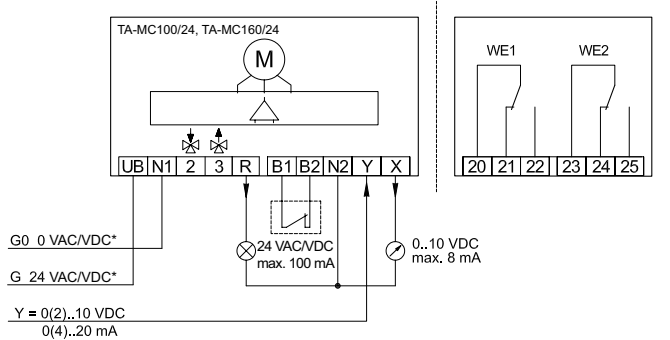 TA-MC100/24, TA-MC160/24
M
WE1
WE2
UB N1 2 3 R B1 B2 N2 Y X
20 21 22 23 24 25
G0 0 VAC/VDC*
24 VAC/VDC
max. 100 mA
0..10 VDC
max. 8 mA
G 24 VAC/VDC*
Y = 0(2)..10 VDC
0(4)..20 mA